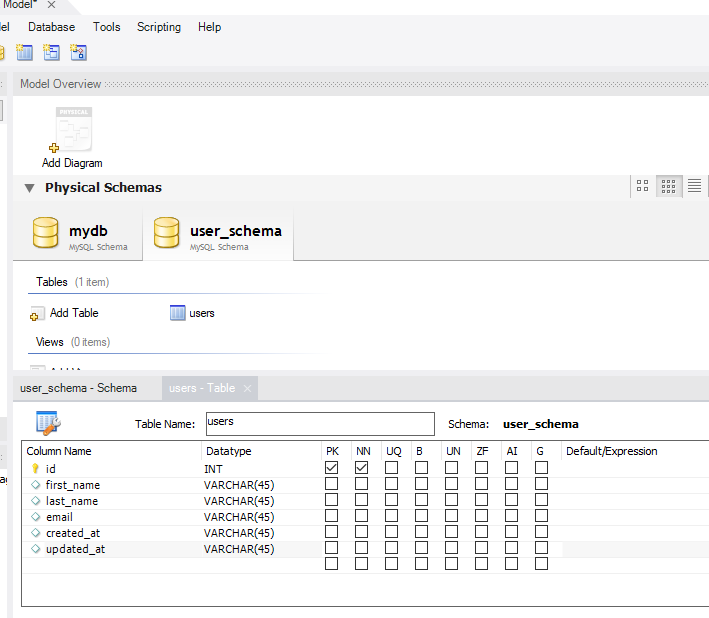 Model*
el Database Tools Scripting Help
Model Overview
PHYSICAL
Add Diagram
Physical Schemas
mydb
MySQL Schema
user_schema
MySQL Schema
Tables (1 item)
Add Table
users
Views (0 items)
user_schema - Schema
users - Table
Table Name: users
Schema: user_schema
Column Name Datatype PK NN UQ B UN ZF AI G Default/Expression
id INT
first_name VARCHAR(45)
last_name VARCHAR(45)
email VARCHAR(45)
created_at VARCHAR(45)
updated_at VARCHAR(45)